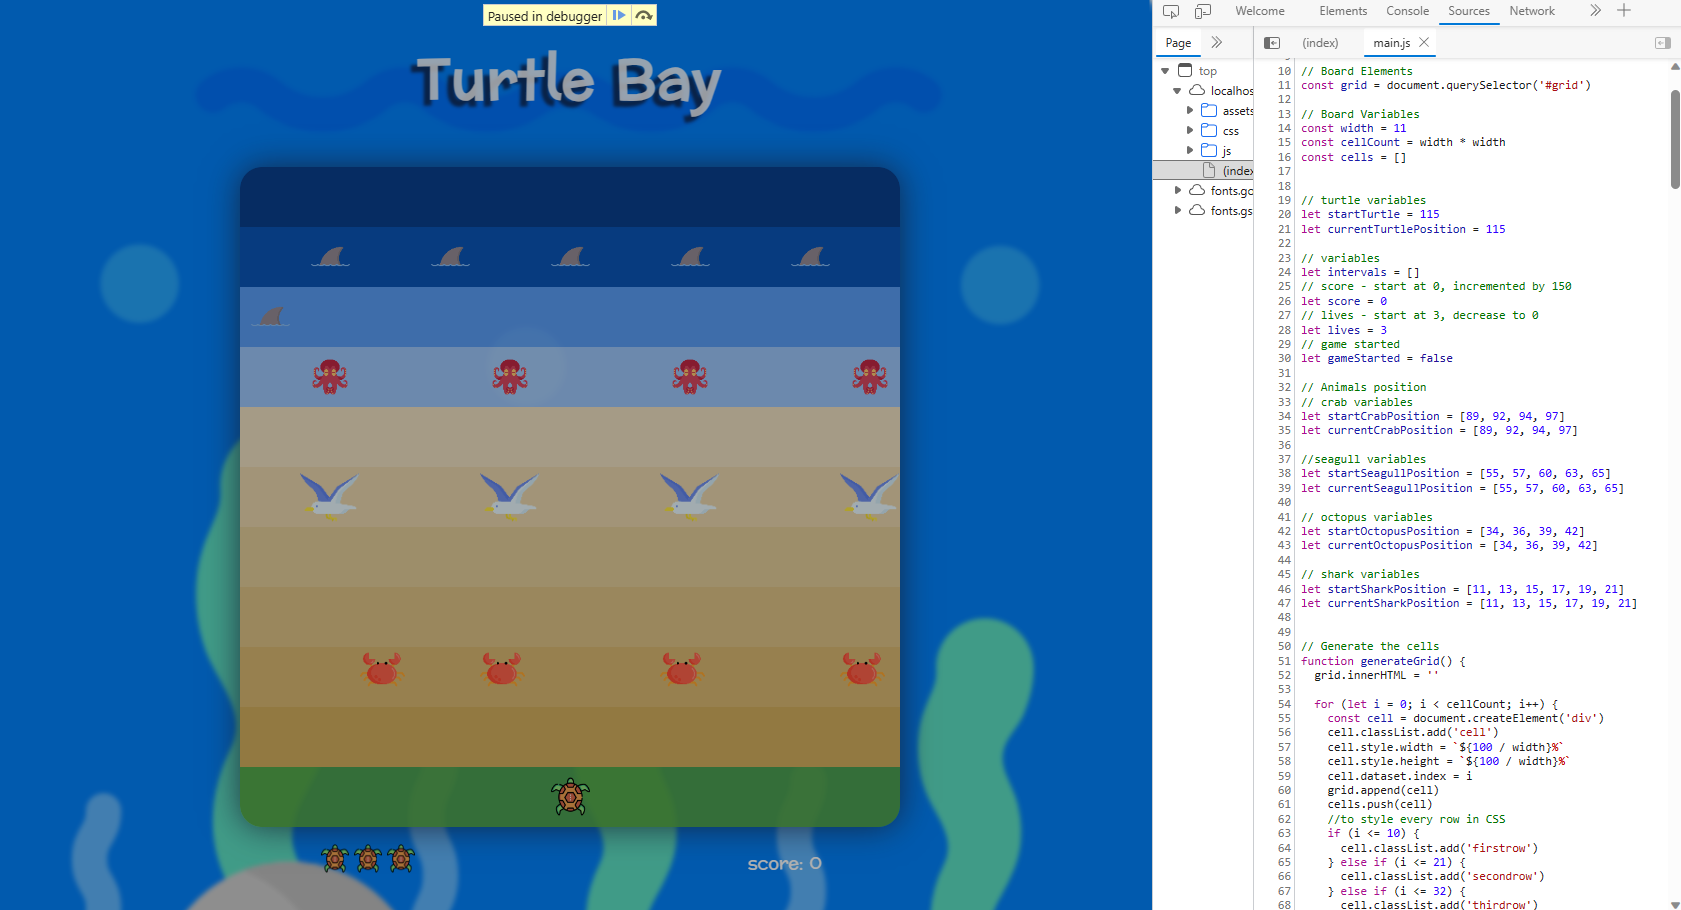 Paused in debugger
Turtle Bay
score: 0
Welcome Elements Console Sources Network
Page (index) main.js
top
localhos
assets
css
js
(index
fonts.go
fonts.gs
10 // Board Elements
11 const grid = document.querySelector('#grid')
12
13 // Board Variables
14 const width = 11
15 const cellCount = width * width
16 const cells = []
17
18
19 // turtle variables
20 let startTurtle = 115
21 let currentTurtlePosition = 115
22
23 // variables
24 let intervals = []
25 // score - start at 0, incremented by 150
26 let score = 0
27 // lives - start at 3, decrease to 0
28 let lives = 3
29 // game started
30 let gameStarted = false
31
32 // Animals position
33 // crab variables
34 let startCrabPosition = [89, 92, 94, 97]
35 let currentCrabPosition = [89, 92, 94, 97]
36
37 //seagull variables
38 let startSeagullPosition = [55, 57, 60, 63, 65]
39 let currentSeagullPosition = [55, 57, 60, 63, 65]
40
41 // octopus variables
42 let startOctopusPosition = [34, 36, 39, 42]
43 let currentOctopusPosition = [34, 36, 39, 42]
44
45 // shark variables
46 let startSharkPosition = [11, 13, 15, 17, 19, 21]
47 let currentSharkPosition = [11, 13, 15, 17, 19, 21]
48
49
50 // Generate the cells
51 function generateGrid() {
52 grid.innerHTML = ''
53
54 for (let i = 0; i < cellCount; i++) {
55 const cell = document.createElement('div')
56 cell.classList.add('cell')
57 cell.style.width = `${100 / width}%`
58 cell.style.height = `${100 / width}%`
59 cell.dataset.index = i
60 grid.append(cell)
61 cells.push(cell)
62 //to style every row in CSS
63 if (i <= 10) {
64 cell.classList.add('firstrow')
65 } else if (i <= 21) {
66 cell.classList.add('secondrow')
67 } else if (i <= 32) {
68 cell.classList.add('thirdrow')